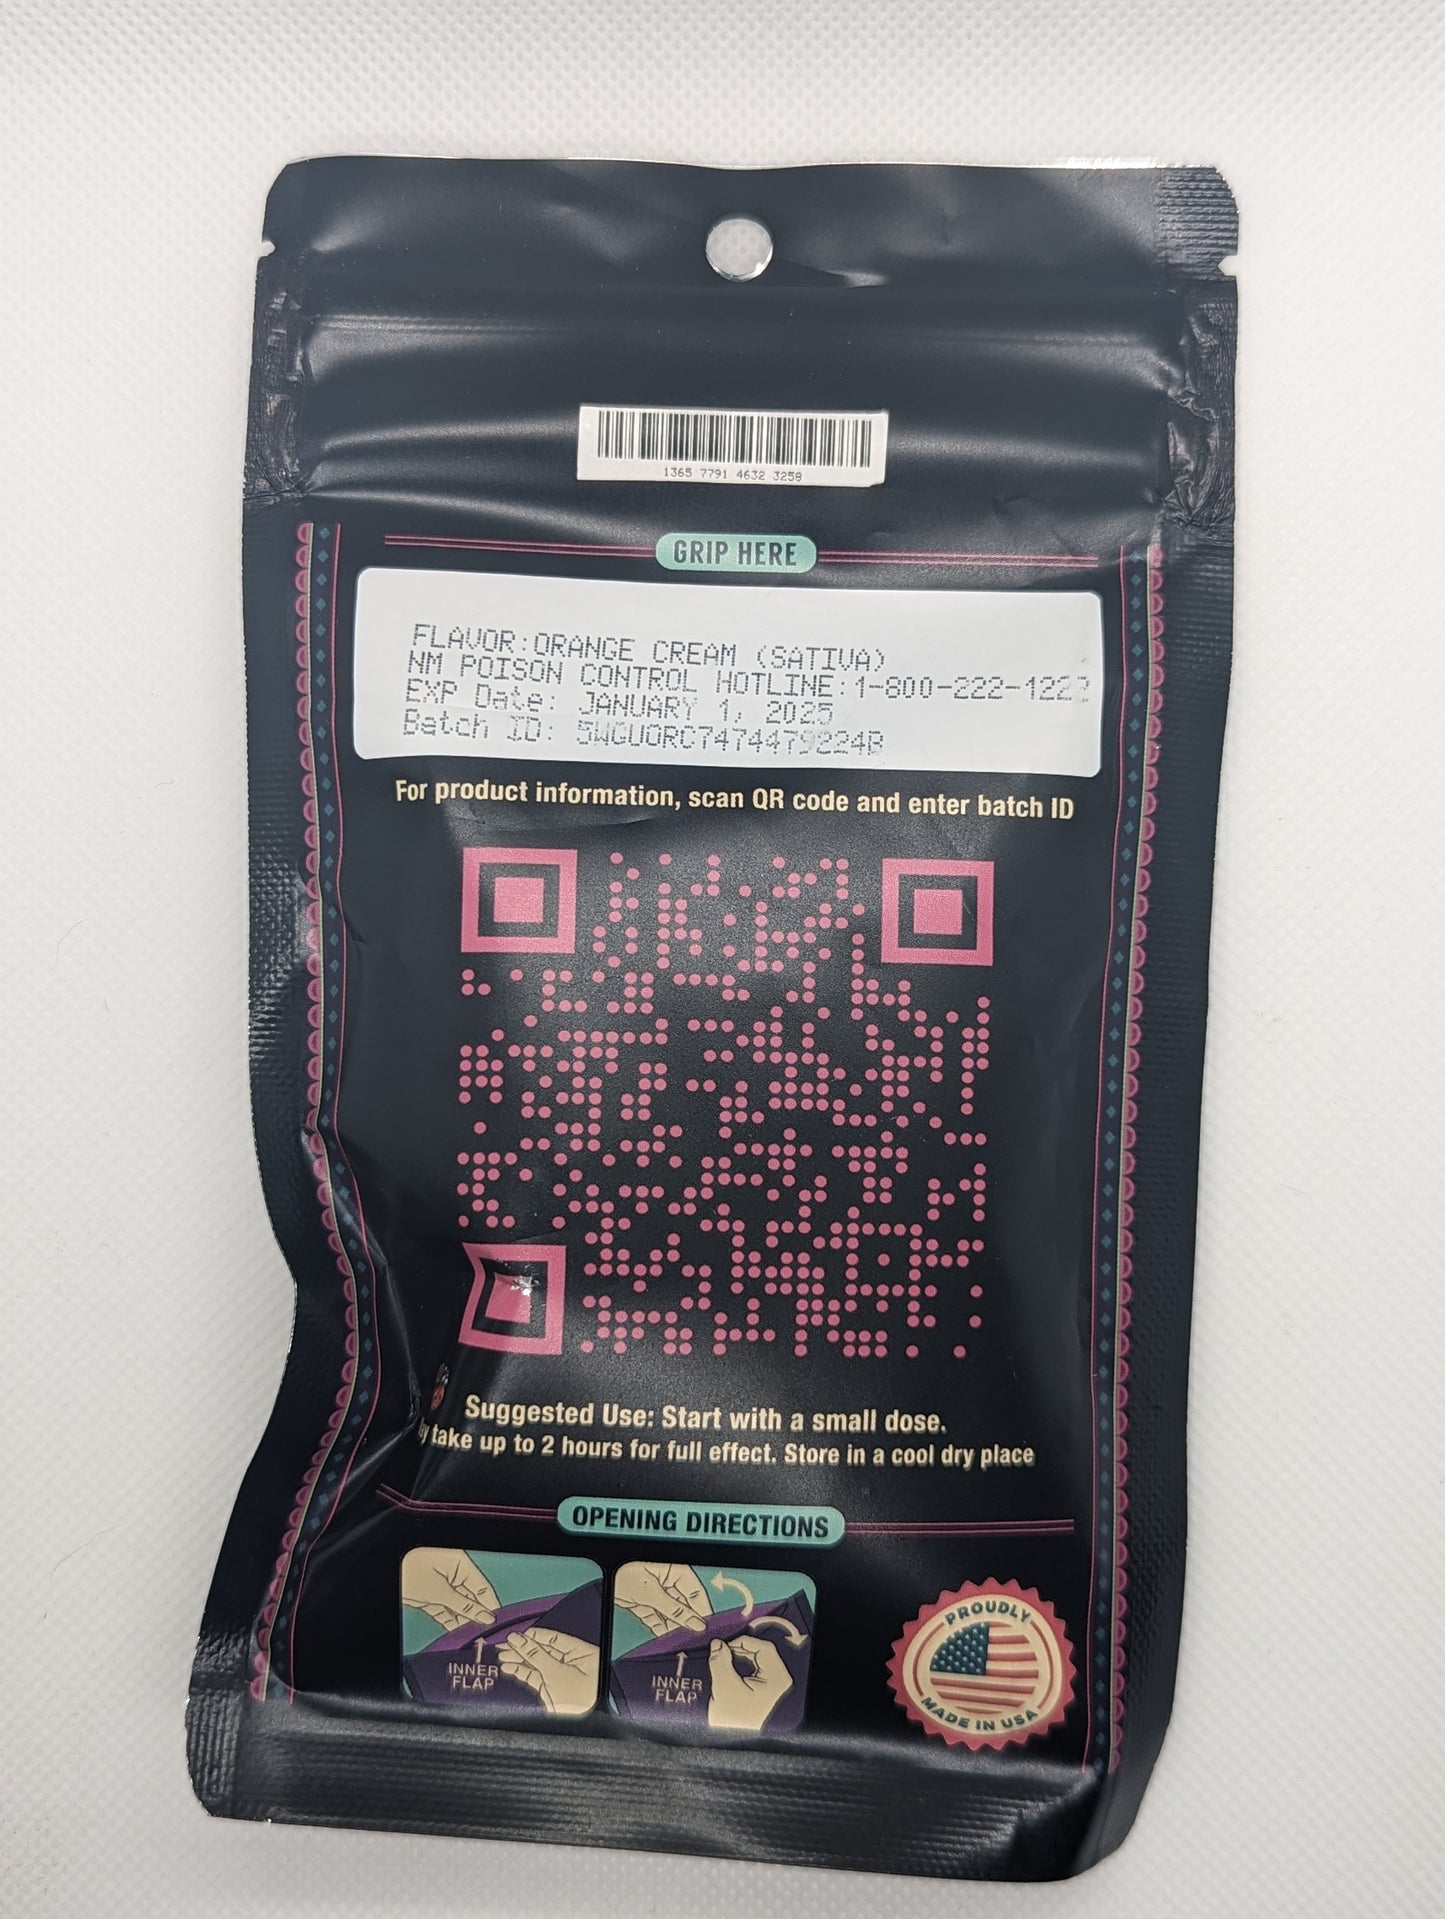 1365 7791 4632 3258
GRIP HERE
FLAVOR:ORANGE CREAM (SATIVA)
NM POISON CONTROL HOTLINE:1-800-222-1222
EXP Date: JANUARY 1, 2025
Batch ID:
For product information, scan QR code and enter batch ID
Suggested Use: Start with a small dose.
take up to 2 hours for full effect. Store in a cool dry place
OPENING DIRECTIONS
INNER
FLAP
INNER
FLAP
PROUDLY
MADE IN USA